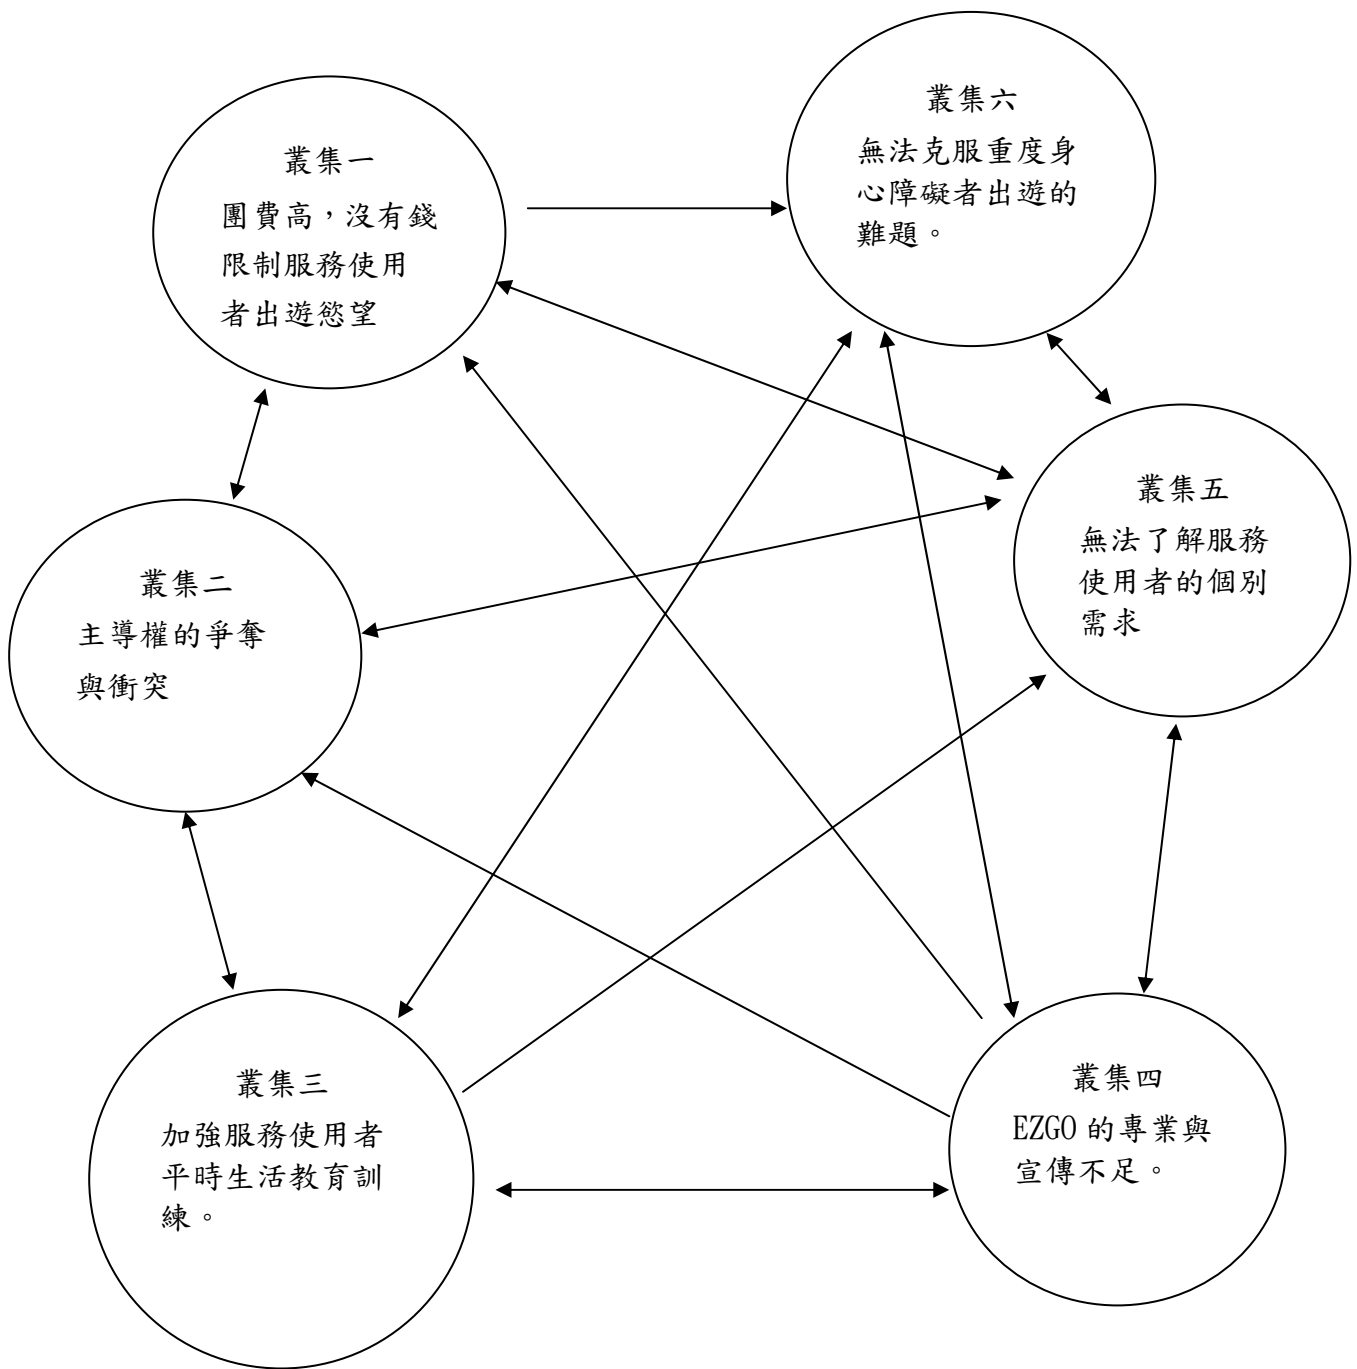 叢集一
團費高，沒有錢
限制服務使用
者出遊慾望
叢集六
無法克服重度身
心障礙者出遊的
難題。
叢集二
主導權的爭奪
與衝突
叢集五
無法了解服務
使用者的個別
需求
叢集三
加強服務使用者
平時生活教育訓
練。
叢集四
EZGO 的專業與
宣傳不足。